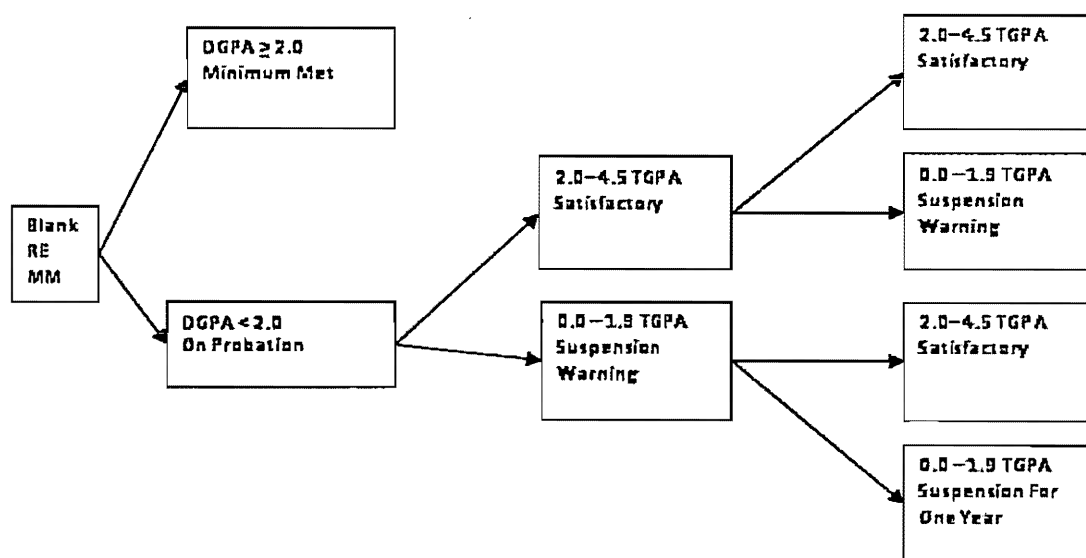 Blank
RE
MM
DGPA ≥ 2.0
Minimum Met
DGPA < 2.0
On Probation
2.0–4.5 TGPA
Satisfactory
0.0–1.9 TGPA
Suspension
Warning
2.0–4.5 TGPA
Satisfactory
0.0–1.9 TGPA
Suspension
Warning
2.0–4.5 TGPA
Satisfactory
0.0–1.9 TGPA
Suspension For
One Year